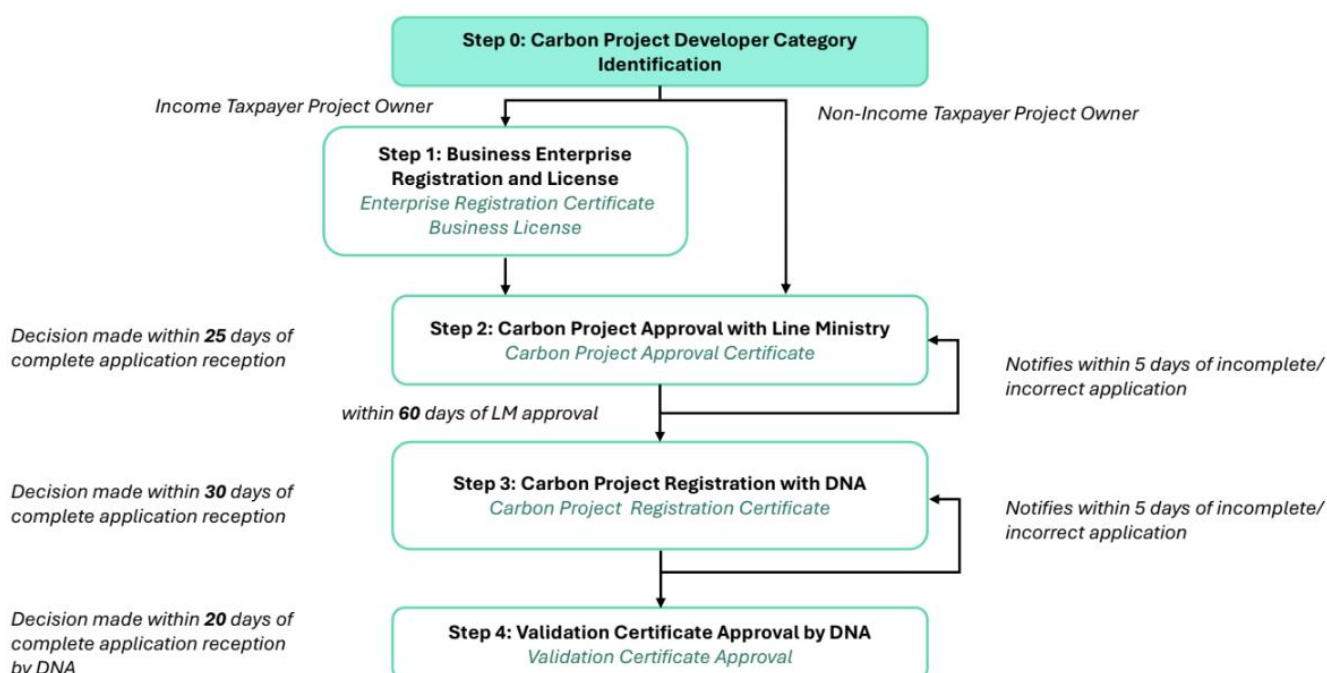 Step 0: Carbon Project Developer Category
Identification
Income Taxpayer Project Owner
Non-Income Taxpayer Project Owner
Step 1: Business Enterprise
Registration and License
Enterprise Registration Certificate
Business License
Decision made within 25 days of
complete application reception
Step 2: Carbon Project Approval with Line Ministry
Carbon Project Approval Certificate
Notifies within 5 days of incomplete/
incorrect application
within 60 days of LM approval
Decision made within 30 days of
complete application reception
Step 3: Carbon Project Registration with DNA
Carbon Project Registration Certificate
Notifies within 5 days of incomplete/
incorrect application
Decision made within 20 days of
complete application reception
by DNA
Step 4: Validation Certificate Approval by DNA
Validation Certificate Approval